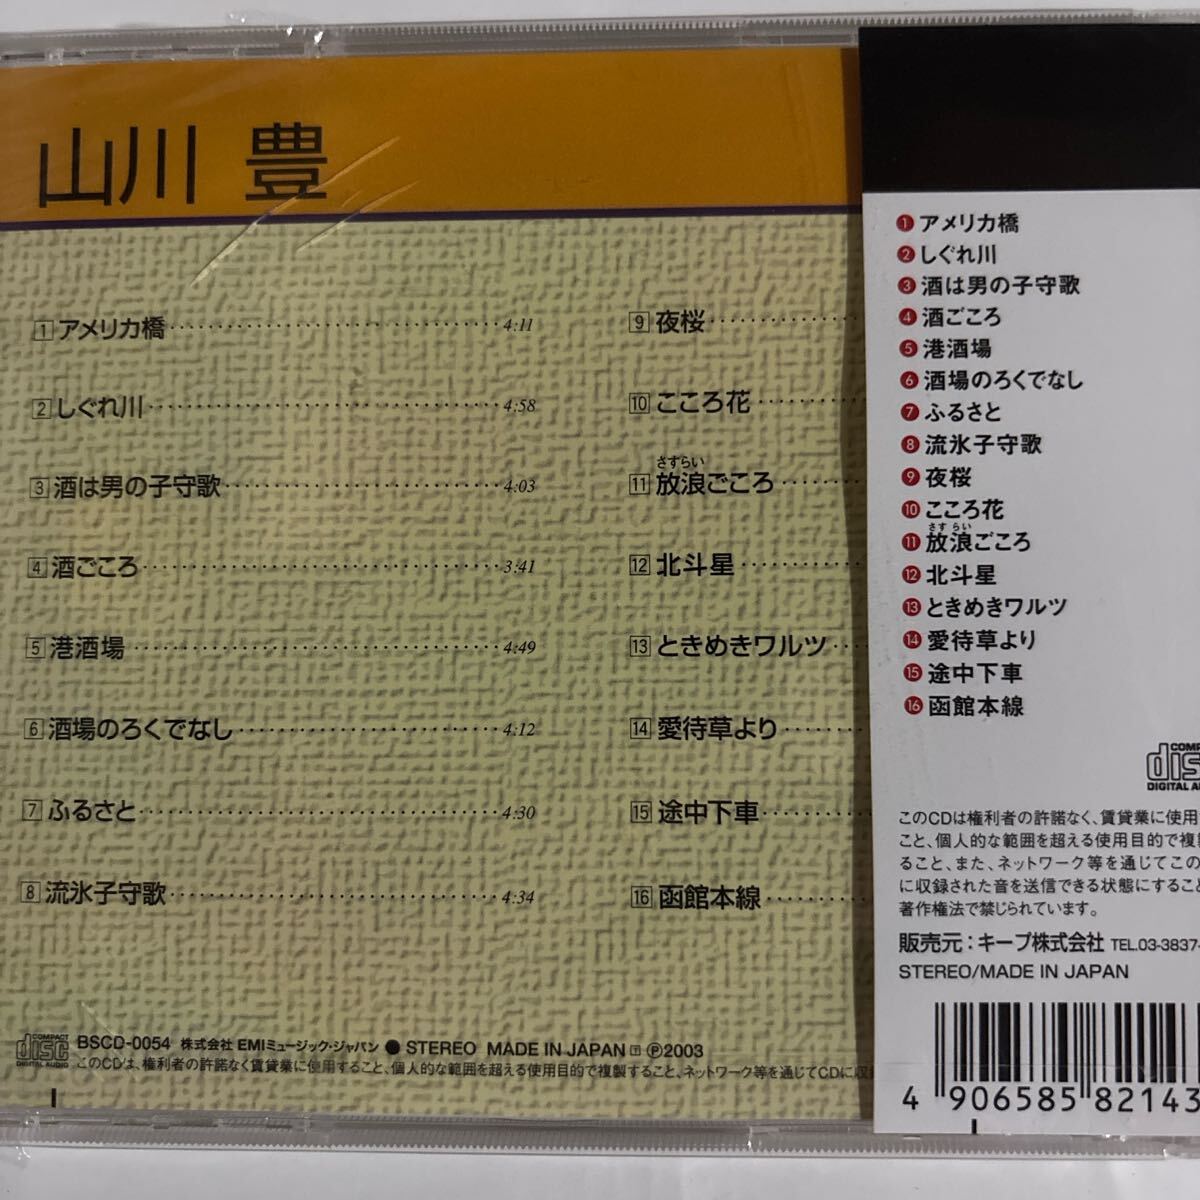 山川 豊
1 アメリカ橋 4:11
2 しぐれ川 4:58
3 酒は男の子守歌 4:03
4 酒ごころ 3:41
5 港酒場 4:49
6 酒場のろくでなし 4:12
7 ふるさと 4:30
8 流氷子守歌 4:34
9 夜桜
10 こころ花
さすらい
11 放浪ごころ
12 北斗星
13 ときめきワルツ
14 愛待草より
15 途中下車
16 函館本線
COMPACT disc DIGITAL AUDIO
BSCD-0054 株式会社 EMIミュージック・ジャパン ● STEREO MADE IN JAPAN ℗2003
このCDは、権利者の許諾なく賃貸業に使用すること、個人的な範囲を超える使用目的で複製すること、ネットワーク等を通じてCDに収
1 アメリカ橋
2 しぐれ川
3 酒は男の子守歌
4 酒ごころ
5 港酒場
6 酒場のろくでなし
7 ふるさと
8 流氷子守歌
9 夜桜
10 こころ花
さすらい
11 放浪ごころ
12 北斗星
13 ときめきワルツ
14 愛待草より
15 途中下車
16 函館本線
このCDは権利者の許諾なく、賃貸業に使用
こと、個人的な範囲を超える使用目的で複
ること、また、ネットワーク等を通じてこの
に収録された音を送信できる状態にすること
著作権法で禁じられています。
販売元：キープ株式会社 TEL.03-3837-
STEREO/MADE IN JAPAN
4 906585 82143